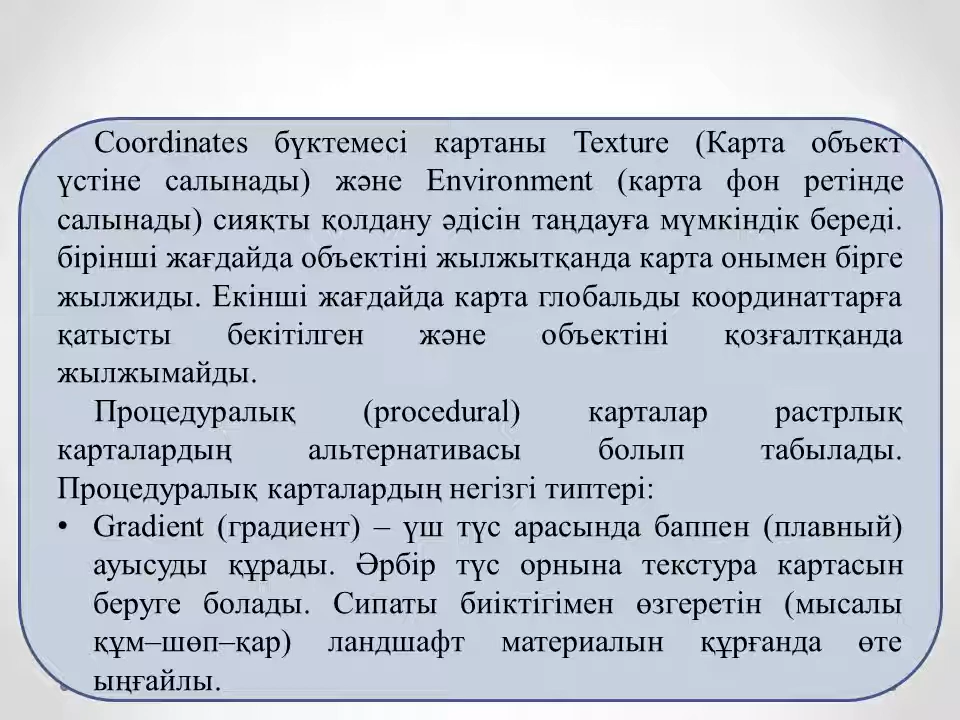 Coordinates бүктемесі картаны Texture (Карта объект
үстіне салынады) және Environment (карта фон ретінде
салынады) сияқты қолдану әдісін таңдауға мүмкіндік береді.
бірінші жағдайда объектіні жылжытқанда карта онымен бірге
жылжиды. Екінші жағдайда карта глобальды координаттарға
қатысты бекітілген және объектіні қозғалтқанда
жылжымайды.
Процедуралық (procedural) карталар растрлық
карталардың альтернативасы болып табылады.
Процедуралық карталардың негізгі типтері:
• Gradient (градиент) – үш түс арасында баппен (плавный)
ауысуды құрады. Әрбір түс орнына текстура картасын
беруге болады. Сипаты биіктігімен өзгеретін (мысалы
құм–шөп–қар) ландшафт материалын құрғанда өте
ыңғайлы.